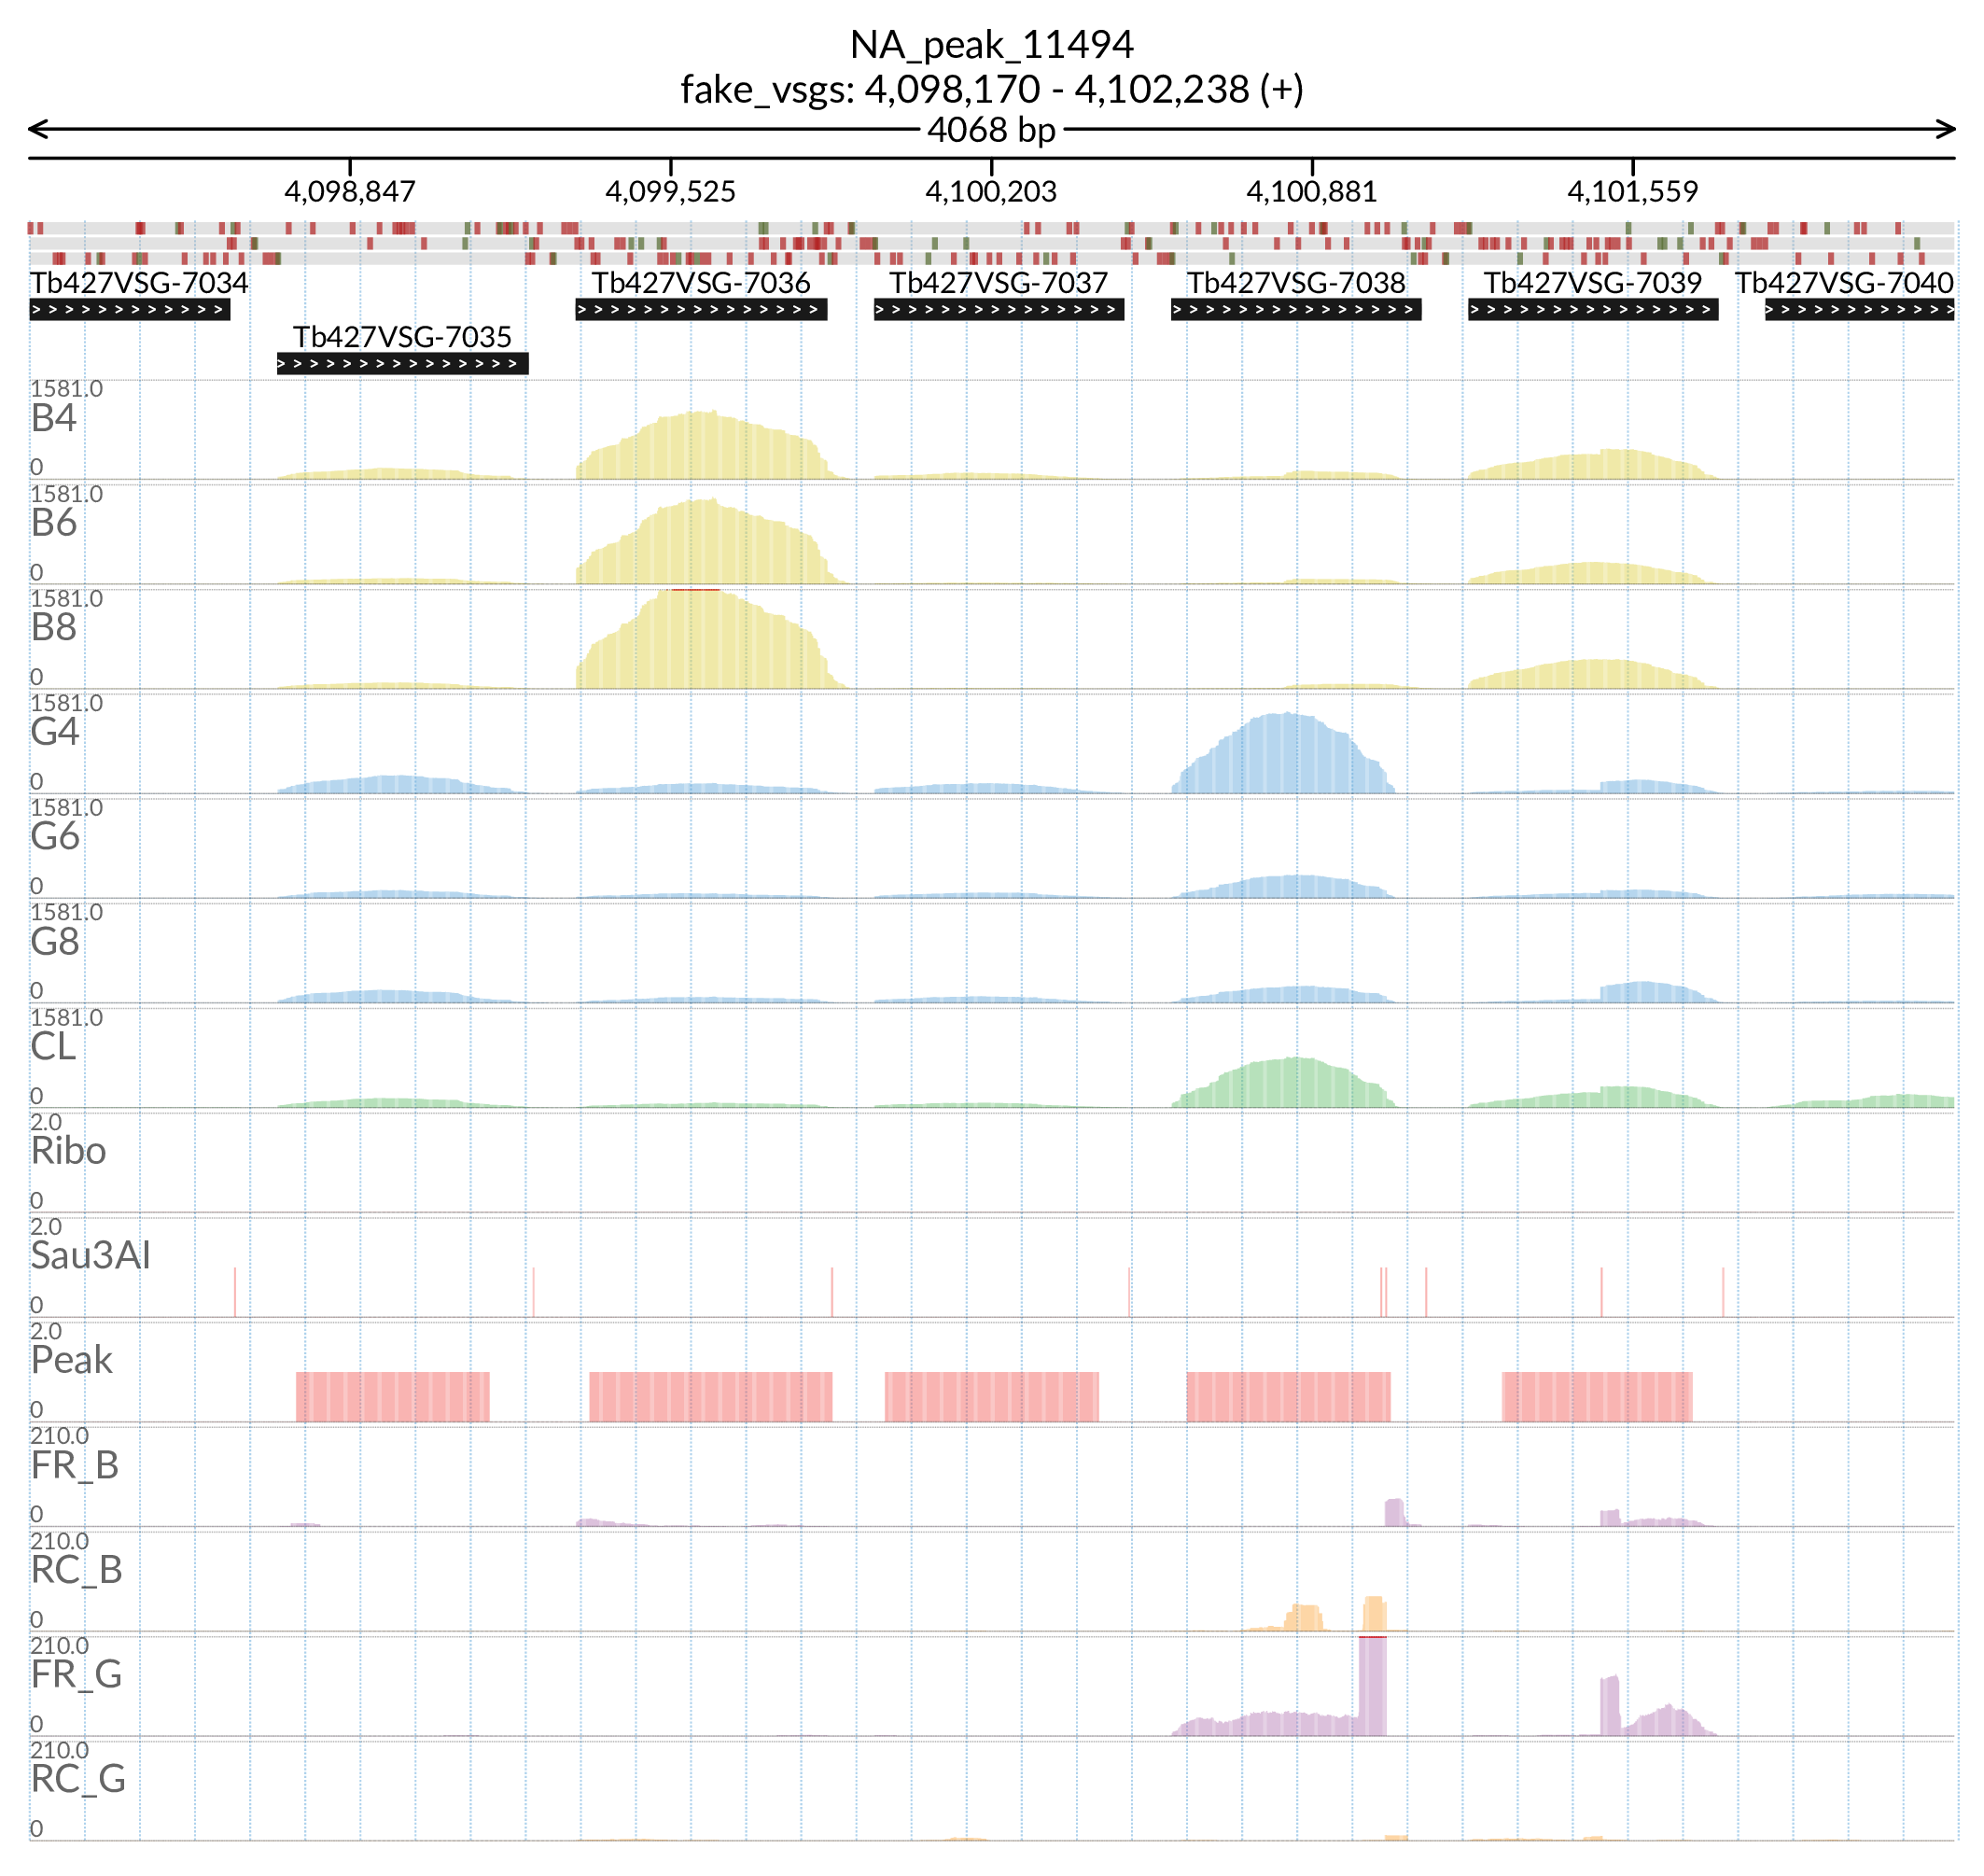 NA_peak_11494
fake_vsgs: 4,098,170 - 4,102,238 (+)
4068 bp
4,098,847 4,099,525 4,100,203 4,100,881 4,101,559
Tb427VSG-7034 Tb427VSG-7036 Tb427VSG-7037 Tb427VSG-7038 Tb427VSG-7039 Tb427VSG-7040
Tb427VSG-7035
1581.0
B4
0
1581.0
B6
0
1581.0
B8
0
1581.0
G4
0
1581.0
G6
0
1581.0
G8
0
1581.0
CL
0
2.0
Ribo
0
2.0
Sau3AI
0
2.0
Peak
0
210.0
FR_B
0
210.0
RC_B
0
210.0
FR_G
0
210.0
RC_G
0